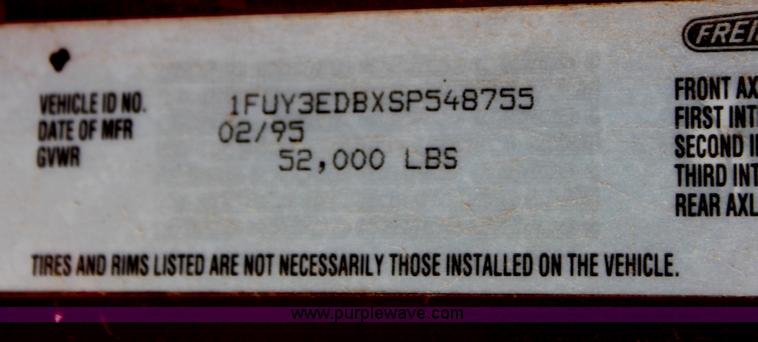 FREI
VEHICLE ID NO. 1FUY3EDBXSP548755
DATE OF MFR 02/95
GVWR 52,000 LBS
FRONT AX
FIRST INT
SECOND I
THIRD INT
REAR AXL
TIRES AND RIMS LISTED ARE NOT NECESSARILY THOSE INSTALLED ON THE VEHICLE.
www.purplewave.com